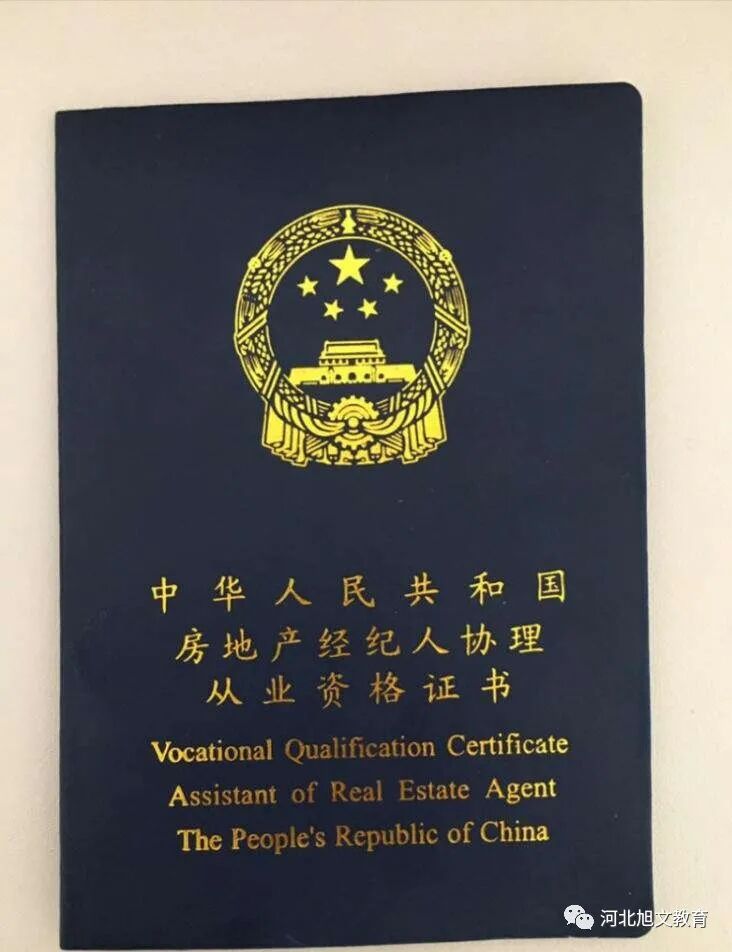 中华人民共和国
房地产经纪人协理
从业资格证书
Vocational Qualification Certificate
Assistant of Real Estate Agent
The People's Republic of China
河北旭文教育